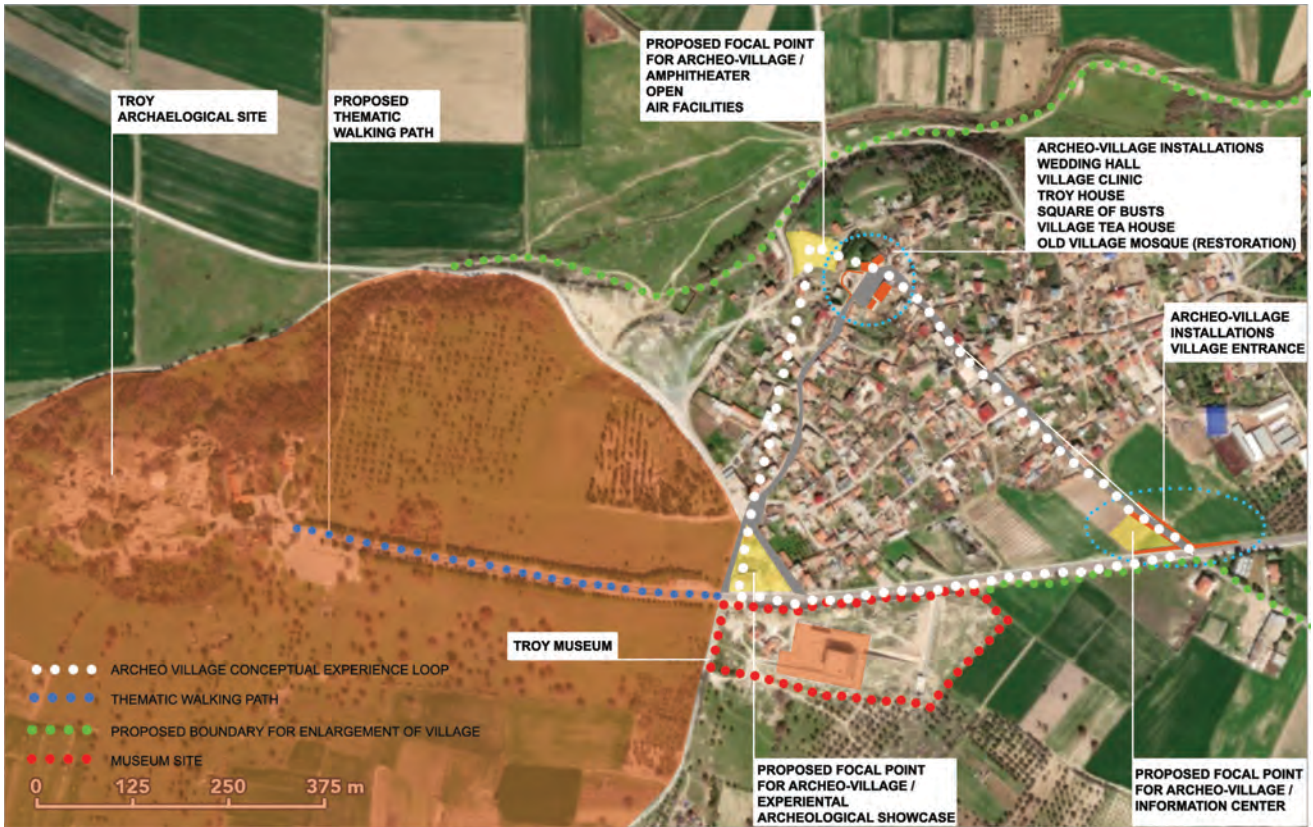 PROPOSED FOCAL POINT
FOR ARCHEO-VILLAGE /
AMPHITHEATER
OPEN
AIR FACILITIES
TROY
ARCHAELOGICAL SITE
PROPOSED
THEMATIC
WALKING PATH
ARCHEO-VILLAGE INSTALLATIONS
WEDDING HALL
VILLAGE CLINIC
TROY HOUSE
SQUARE OF BUSTS
VILLAGE TEA HOUSE
OLD VILLAGE MOSQUE (RESTORATION)
ARCHEO-VILLAGE
INSTALLATIONS
VILLAGE ENTRANCE
TROY MUSEUM
ARCHEO VILLAGE CONCEPTUAL EXPERIENCE LOOP
THEMATIC WALKING PATH
PROPOSED BOUNDARY FOR ENLARGEMENT OF VILLAGE
MUSEUM SITE
0 125 250 375 m
PROPOSED FOCAL POINT
FOR ARCHEO-VILLAGE /
EXPERIENTAL
ARCHEOLOGICAL SHOWCASE
PROPOSED FOCAL POINT
FOR ARCHEO-VILLAGE /
INFORMATION CENTER